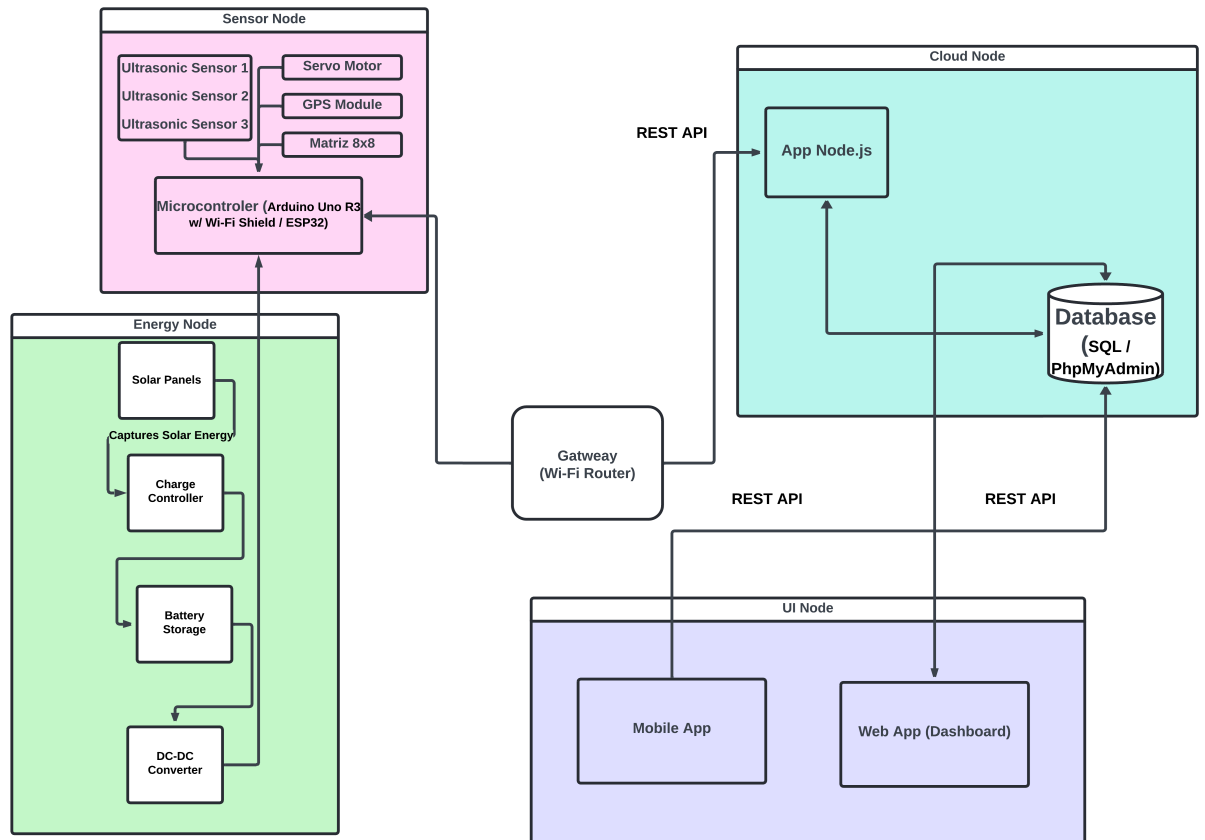 Sensor Node
Ultrasonic Sensor 1
Ultrasonic Sensor 2
Ultrasonic Sensor 3
Servo Motor
GPS Module
Matriz 8x8
Microcontroler (Arduino Uno R3
w/ Wi-Fi Shield / ESP32)
Energy Node
Solar Panels
Captures Solar Energy
Charge
Controller
Battery
Storage
DC-DC
Converter
Gatweay
(Wi-Fi Router)
REST API
Cloud Node
App Node.js
Database
(SQL /
PhpMyAdmin)
REST API
REST API
UI Node
Mobile App
Web App (Dashboard)